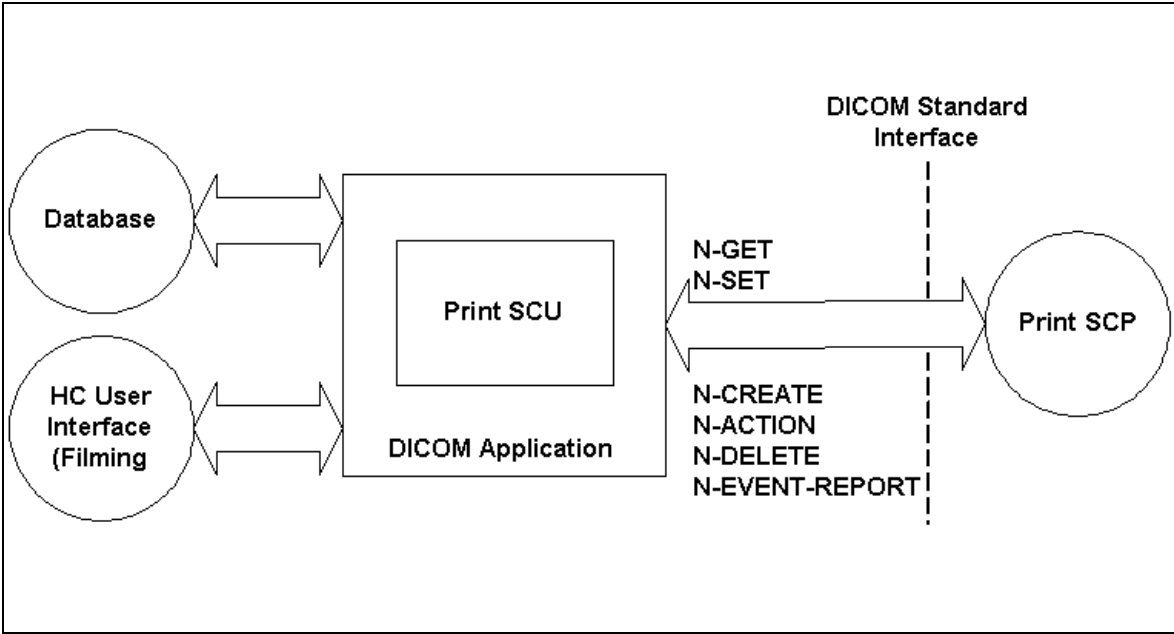 DICOM Standard
Interface
Database
N-GET
N-SET
Print SCU
Print SCP
HC User
Interface
(Filming
DICOM Application
N-CREATE
N-ACTION
N-DELETE
N-EVENT-REPORT